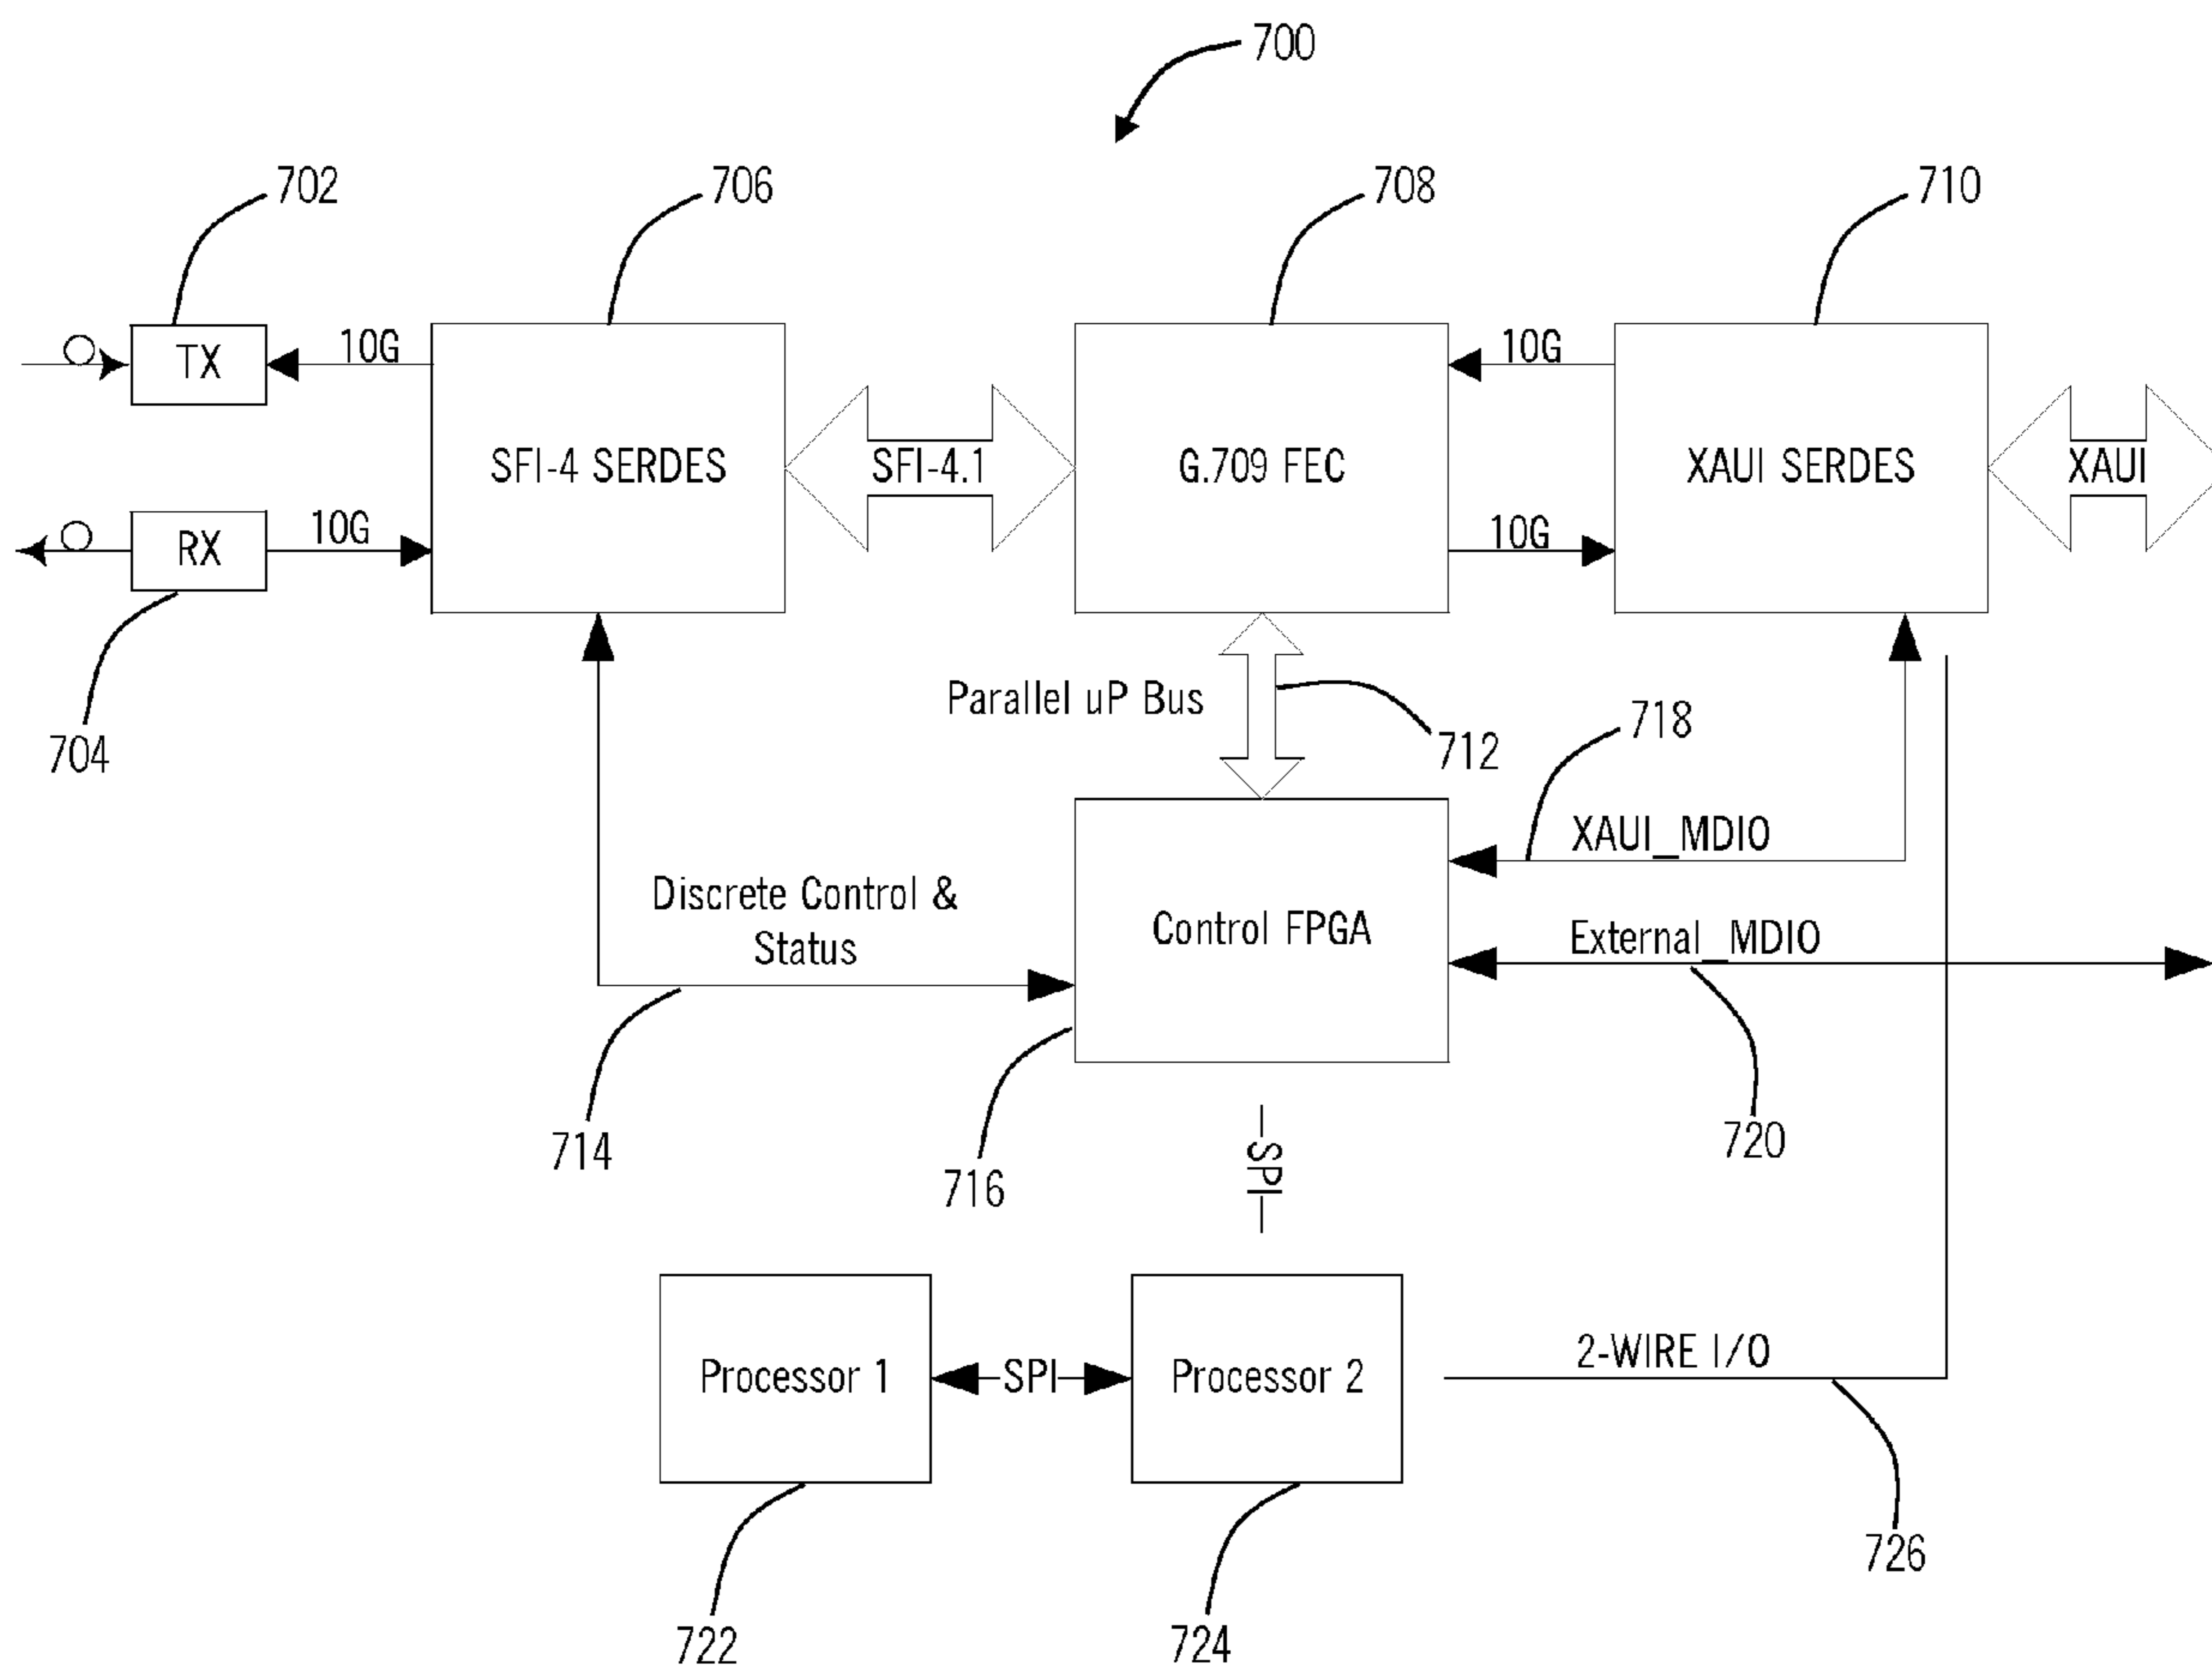 700
702
706
708
710
TX
10G
10G
SFI-4 SERDES
SFI-4.1
G.709 FEC
XAUI SERDES
XAUI
RX
10G
10G
704
Parallel uP Bus
712
718
XAUI_MDIO
Discrete Control &
Status
Control FPGA
External_MDIO
714
716
720
SPI
Processor 1
SPI
Processor 2
2-WIRE I/O
726
722
724